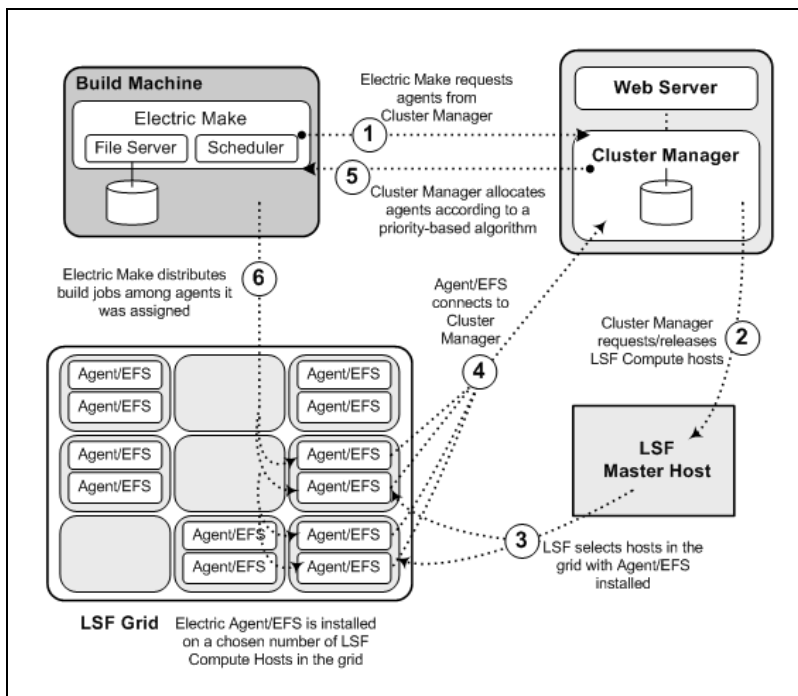 Build Machine
Electric Make
File Server
Scheduler
Electric Make requests
agents from
Cluster Manager
1
5
Cluster Manager allocates
agents according to a
priority-based algorithm
Web Server
Cluster Manager
6
Electric Make distributes
build jobs among agents it
was assigned
Agent/EFS
connects to
Cluster
Manager
4
Cluster Manager
requests/releases
LSF Compute hosts
2
Agent/EFS
Agent/EFS
Agent/EFS
Agent/EFS
Agent/EFS
Agent/EFS
Agent/EFS
Agent/EFS
Agent/EFS
Agent/EFS
Agent/EFS
Agent/EFS
LSF
Master Host
3
LSF selects hosts in the
grid with Agent/EFS
installed
LSF Grid
Electric Agent/EFS is installed
on a chosen number of LSF
Compute Hosts in the grid